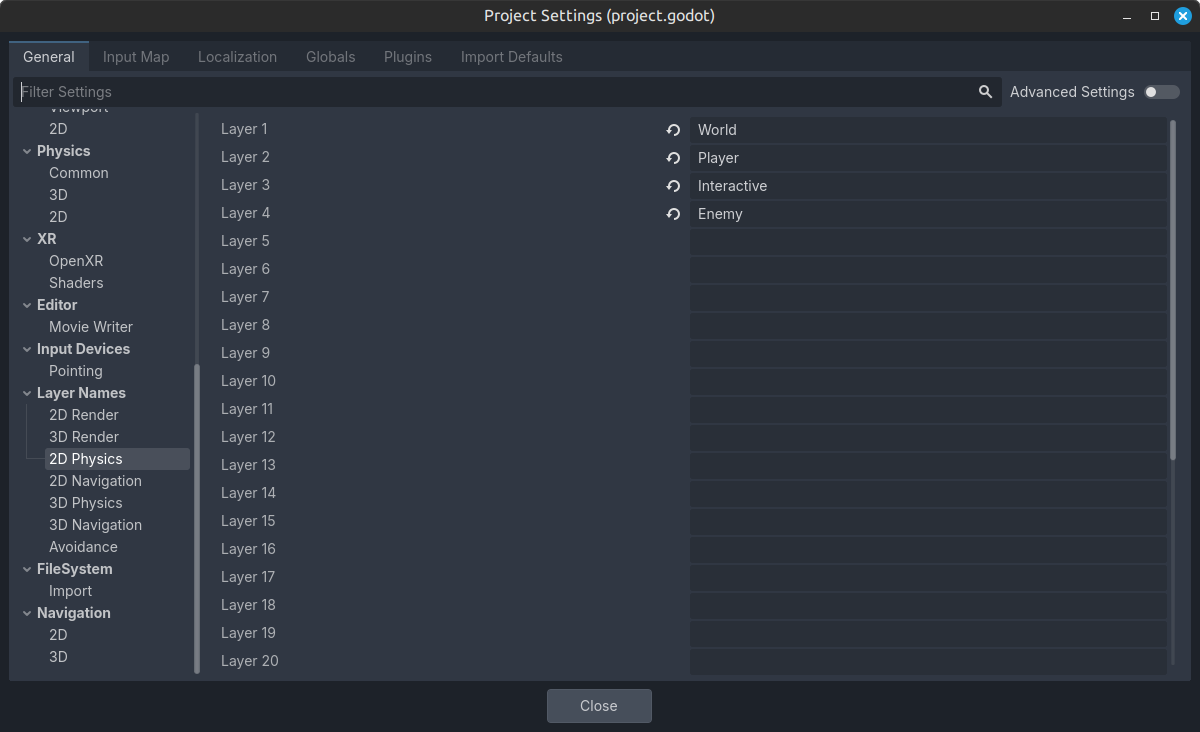 Project Settings (project.godot)
General Input Map Localization Globals Plugins Import Defaults
Filter Settings
Advanced Settings
Viewport
2D
Physics
Common
3D
2D
XR
OpenXR
Shaders
Editor
Movie Writer
Input Devices
Pointing
Layer Names
2D Render
3D Render
2D Physics
2D Navigation
3D Physics
3D Navigation
Avoidance
FileSystem
Import
Navigation
2D
3D
Layer 1 World
Layer 2 Player
Layer 3 Interactive
Layer 4 Enemy
Layer 5
Layer 6
Layer 7
Layer 8
Layer 9
Layer 10
Layer 11
Layer 12
Layer 13
Layer 14
Layer 15
Layer 16
Layer 17
Layer 18
Layer 19
Layer 20
Close